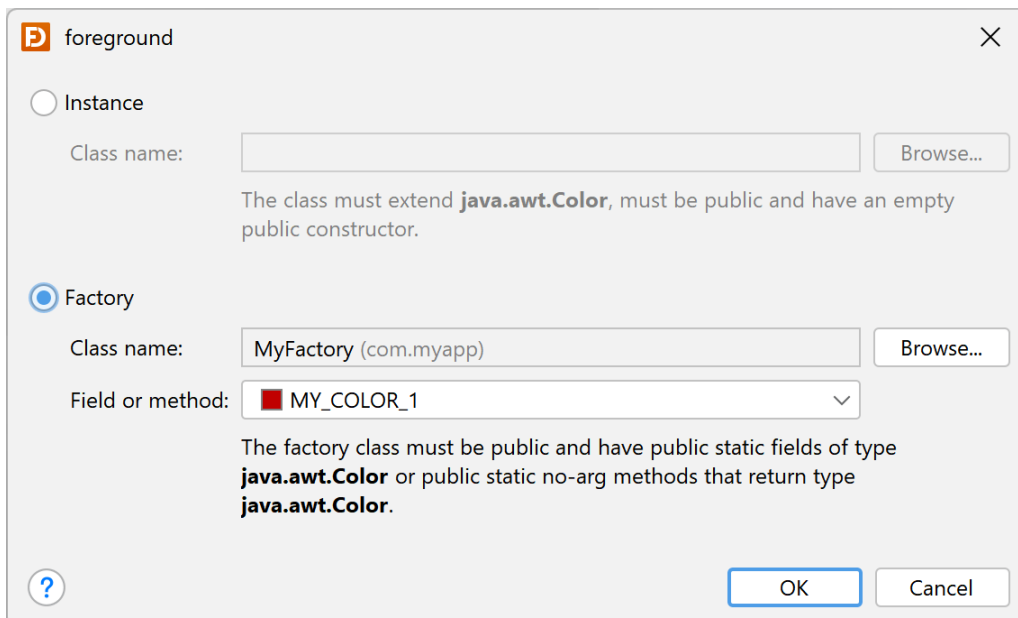 foreground
Instance
Class name:
Browse...
The class must extend java.awt.Color, must be public and have an empty
public constructor.
Factory
Class name: MyFactory (com.myapp) Browse...
Field or method: MY_COLOR_1
The factory class must be public and have public static fields of type
java.awt.Color or public static no-arg methods that return type
java.awt.Color.
? OK Cancel